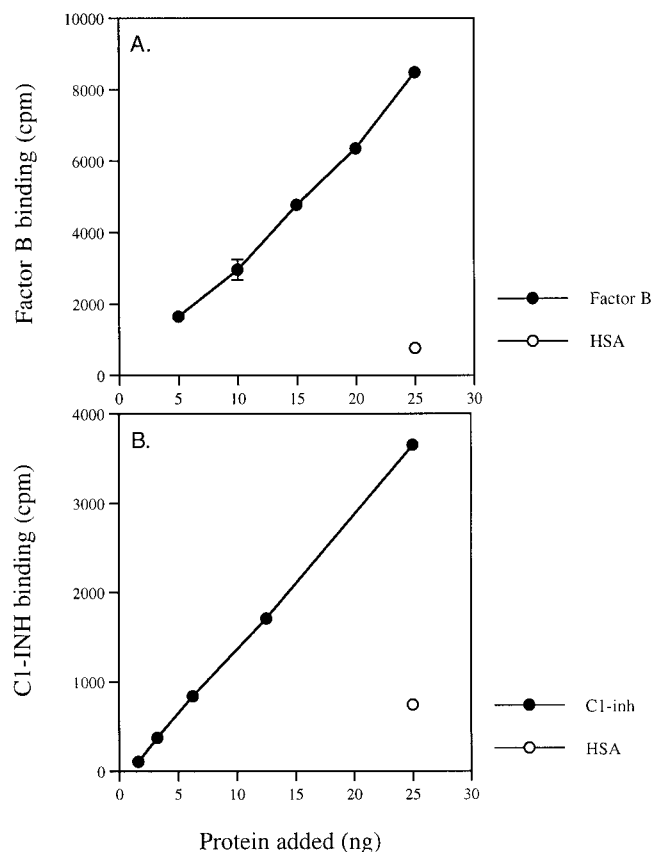 A.
Factor B binding (cpm)
10000
8000
6000
4000
2000
0
0 5 10 15 20 25 30
Factor B
HSA
B.
C1-INH binding (cpm)
4000
3000
2000
1000
0
0 5 10 15 20 25 30
C1-inh
HSA
Protein added (ng)